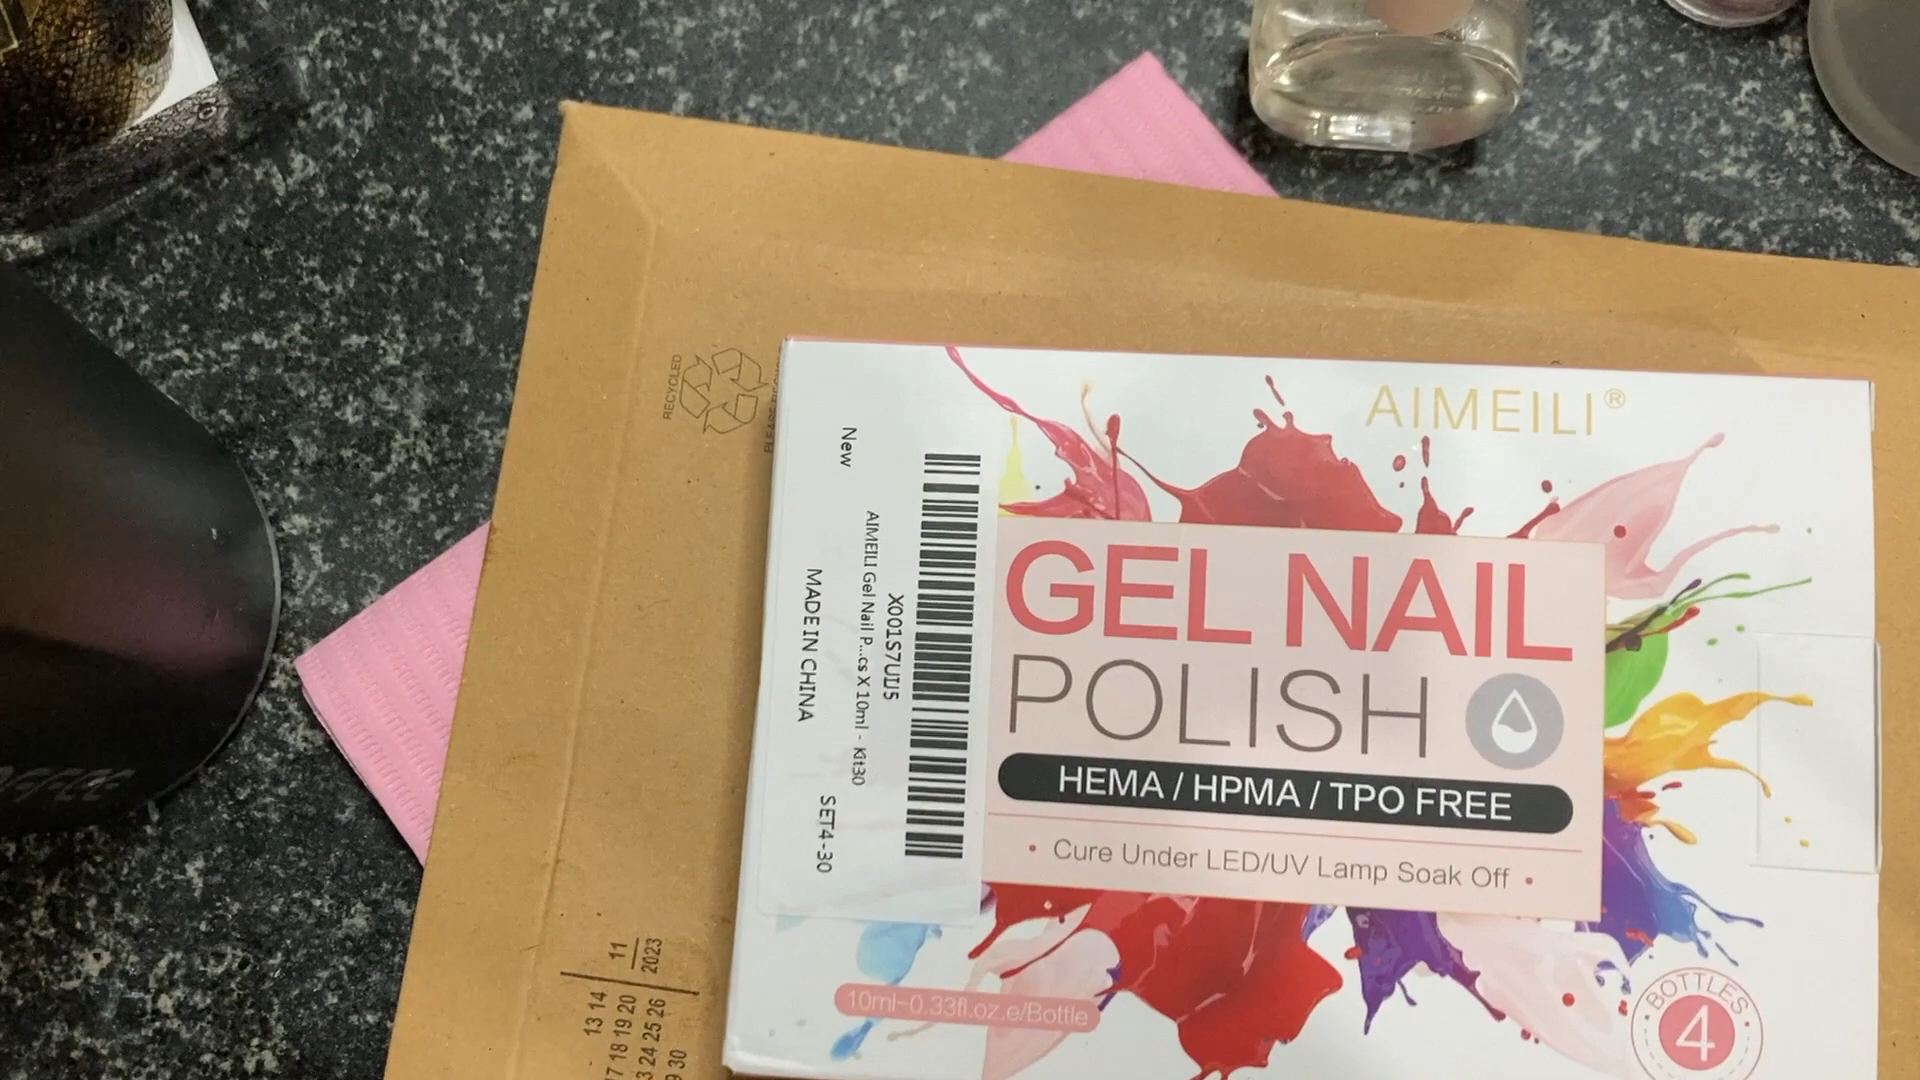 AIMEILI®
GEL NAIL
POLISH
HEMA / HPMA / TPO FREE
• Cure Under LED/UV Lamp Soak Off •
10ml-0.33fl.oz.e/Bottle
BOTTLES
4
X001S7UIJ5
AIMEILI Gel Nail P...cs X 10ml - Kit30
New
MADE IN CHINA
SET4-30
RECYCLED
11
2023
13 14
17 18 19 20
24 25 26
30